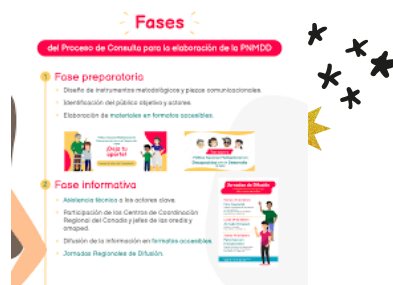 Fases
del Proceso de Consulta para la elaboración de la PNMDD
1 Fase preparatoria
Diseño de instrumentos metodológicos y piezas comunicacionales.
Identificación del público objetivo y actores.
Elaboración de materiales en formatos accesibles.
¡Deja tu
aporte!
2 Fase informativa
Asistencia técnica a los actores clave.
Participación de los Centros de Coordinación
Regional del Conadis y jefes de las oredis y
omaped.
Difusión de la información en formatos accesibles.
Jornadas Regionales de Difusión.
Jornadas de Difusión